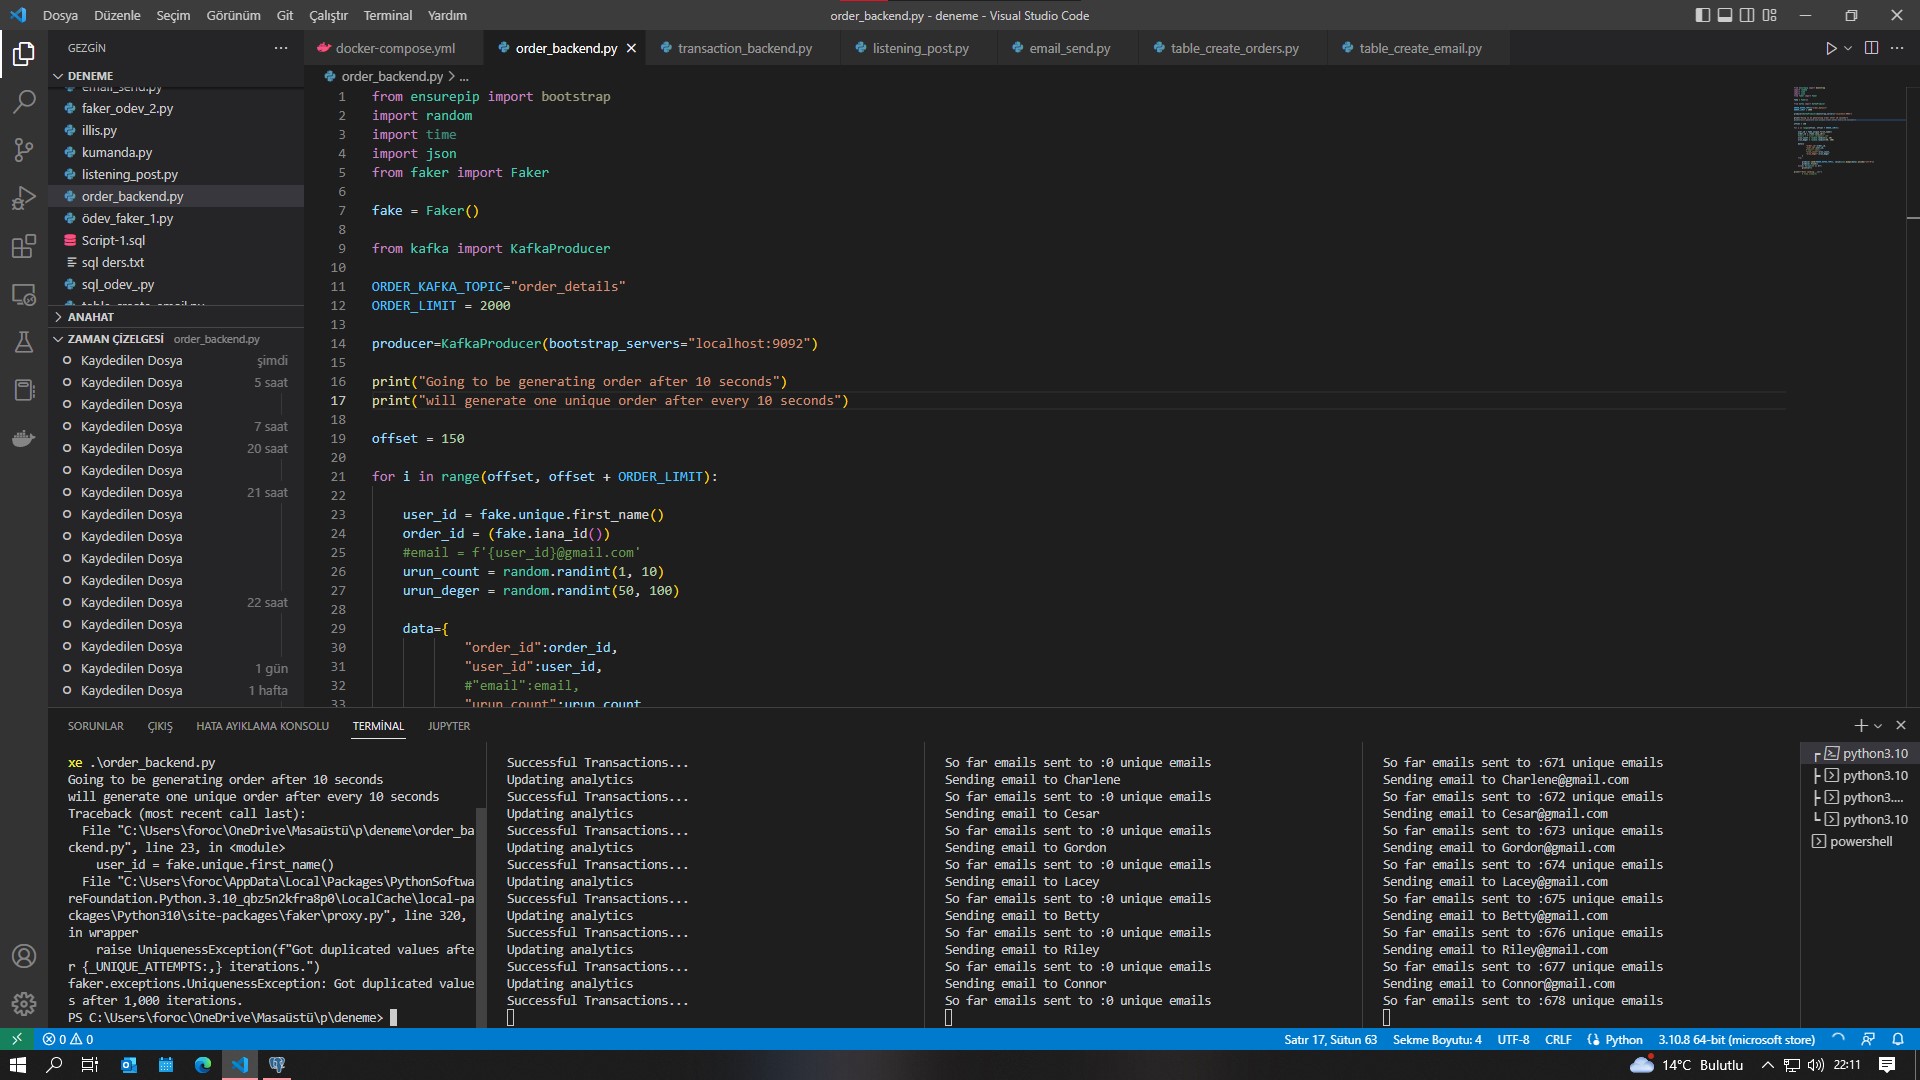 Dosya Düzenle Seçim Görünüm Git Çalıştır Terminal Yardım
order_backend.py - deneme - Visual Studio Code
GEZGİN
docker-compose.yml order_backend.py transaction_backend.py listening_post.py email_send.py table_create_orders.py table_create_email.py
DENEME
email_send.py
faker_odev_2.py
illis.py
kumanda.py
listening_post.py
order_backend.py
ödev_faker_1.py
Script-1.sql
sql ders.txt
sql_odev_.py
table_create_email.py
ANAHAT
ZAMAN ÇİZELGESİ order_backend.py
Kaydedilen Dosya şimdi
Kaydedilen Dosya 5 saat
Kaydedilen Dosya
Kaydedilen Dosya 7 saat
Kaydedilen Dosya 20 saat
Kaydedilen Dosya
Kaydedilen Dosya 21 saat
Kaydedilen Dosya
Kaydedilen Dosya
Kaydedilen Dosya
Kaydedilen Dosya
Kaydedilen Dosya 22 saat
Kaydedilen Dosya
Kaydedilen Dosya
Kaydedilen Dosya 1 gün
Kaydedilen Dosya 1 hafta
order_backend.py > ...
1 from ensurepip import bootstrap
2 import random
3 import time
4 import json
5 from faker import Faker
6
7 fake = Faker()
8
9 from kafka import KafkaProducer
10
11 ORDER_KAFKA_TOPIC="order_details"
12 ORDER_LIMIT = 2000
13
14 producer=KafkaProducer(bootstrap_servers="localhost:9092")
15
16 print("Going to be generating order after 10 seconds")
17 print("will generate one unique order after every 10 seconds")
18
19 offset = 150
20
21 for i in range(offset, offset + ORDER_LIMIT):
22
23 user_id = fake.unique.first_name()
24 order_id = (fake.iana_id())
25 #email = f'{user_id}@gmail.com'
26 urun_count = random.randint(1, 10)
27 urun_deger = random.randint(50, 100)
28
29 data={
30 "order_id":order_id,
31 "user_id":user_id,
32 #"email":email,
33 "urun_count":urun_count
SORUNLAR ÇIKIŞ HATA AYIKLAMA KONSOLU TERMİNAL JUPYTER
xe .\order_backend.py
Going to be generating order after 10 seconds
will generate one unique order after every 10 seconds
Traceback (most recent call last):
File "C:\Users\foroc\OneDrive\Masaüstü\p\deneme\order_ba
ckend.py", line 23, in <module>
user_id = fake.unique.first_name()
File "C:\Users\foroc\AppData\Local\Packages\PythonSoftwa
reFoundation.Python.3.10_qbz5n2kfra8p0\LocalCache\local-pa
ckages\Python310\site-packages\faker\proxy.py", line 320,
in wrapper
raise UniquenessException(f"Got duplicated values afte
r {_UNIQUE_ATTEMPTS:,} iterations.")
faker.exceptions.UniquenessException: Got duplicated value
s after 1,000 iterations.
PS C:\Users\foroc\OneDrive\Masaüstü\p\deneme>
Successful Transactions...
Updating analytics
Successful Transactions...
Updating analytics
Successful Transactions...
Updating analytics
Successful Transactions...
Updating analytics
Successful Transactions...
Updating analytics
Successful Transactions...
Updating analytics
Successful Transactions...
Updating analytics
Successful Transactions...
So far emails sent to :0 unique emails
Sending email to Charlene
So far emails sent to :0 unique emails
Sending email to Cesar
So far emails sent to :0 unique emails
Sending email to Gordon
So far emails sent to :0 unique emails
Sending email to Lacey
So far emails sent to :0 unique emails
Sending email to Betty
So far emails sent to :0 unique emails
Sending email to Riley
So far emails sent to :0 unique emails
Sending email to Connor
So far emails sent to :0 unique emails
So far emails sent to :671 unique emails
Sending email to Charlene@gmail.com
So far emails sent to :672 unique emails
Sending email to Cesar@gmail.com
So far emails sent to :673 unique emails
Sending email to Gordon@gmail.com
So far emails sent to :674 unique emails
Sending email to Lacey@gmail.com
So far emails sent to :675 unique emails
Sending email to Betty@gmail.com
So far emails sent to :676 unique emails
Sending email to Riley@gmail.com
So far emails sent to :677 unique emails
Sending email to Connor@gmail.com
So far emails sent to :678 unique emails
python3.10
python3.10
python3....
python3.10
powershell
0 0
Satır 17, Sütun 63 Sekme Boyutu: 4 UTF-8 CRLF Python 3.10.8 64-bit (microsoft store)
14°C Bulutlu 22:11